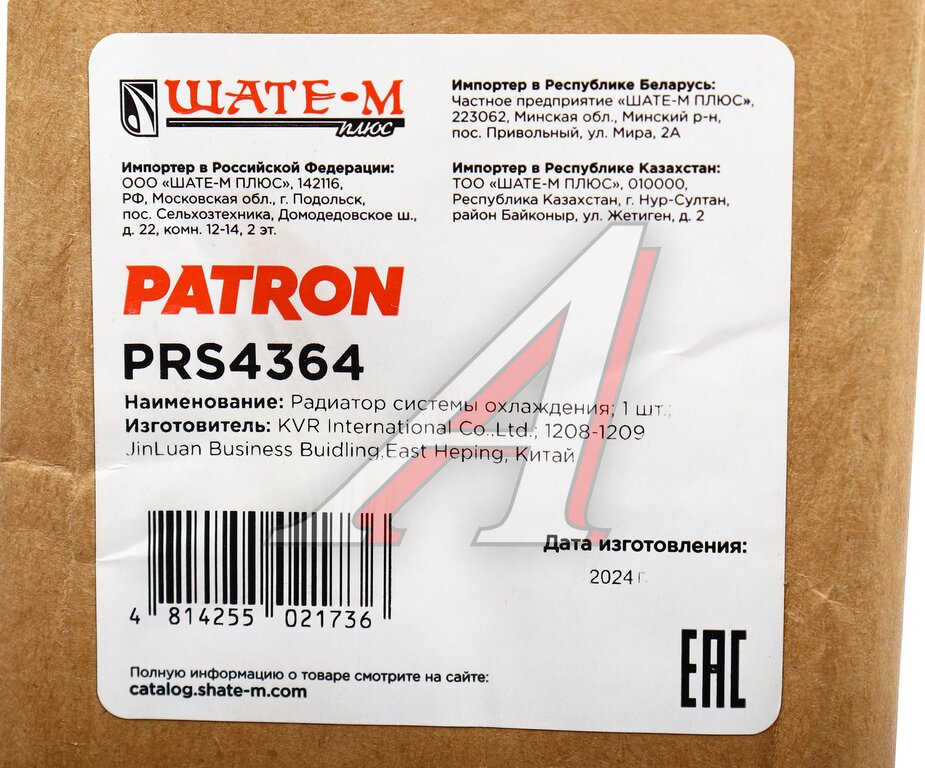 ШАТЕ-М
плюс
Импортер в Республике Беларусь:
Частное предприятие «ШАТЕ-М ПЛЮС»,
223062, Минская обл., Минский р-н,
пос. Привольный, ул. Мира, 2А
Импортер в Российской Федерации:
ООО «ШАТЕ-М ПЛЮС», 142116,
РФ, Московская обл., г. Подольск,
пос. Сельхозтехника, Домодедовское ш.,
д. 22, комн. 12-14, 2 эт.
Импортер в Республике Казахстан:
ТОО «ШАТЕ-М ПЛЮС», 010000,
Республика Казахстан, г. Нур-Султан,
район Байконыр, ул. Жетиген, д. 2
PATRON
PRS4364
Наименование: Радиатор системы охлаждения; 1 шт.;
Изготовитель: KVR International Co.,Ltd.; 1208-1209
JinLuan Business Buidling,East Heping, Китай
Дата изготовления:
2024 г.
4 814255 021736
EAC
Полную информацию о товаре смотрите на сайте:
catalog.shate-m.com